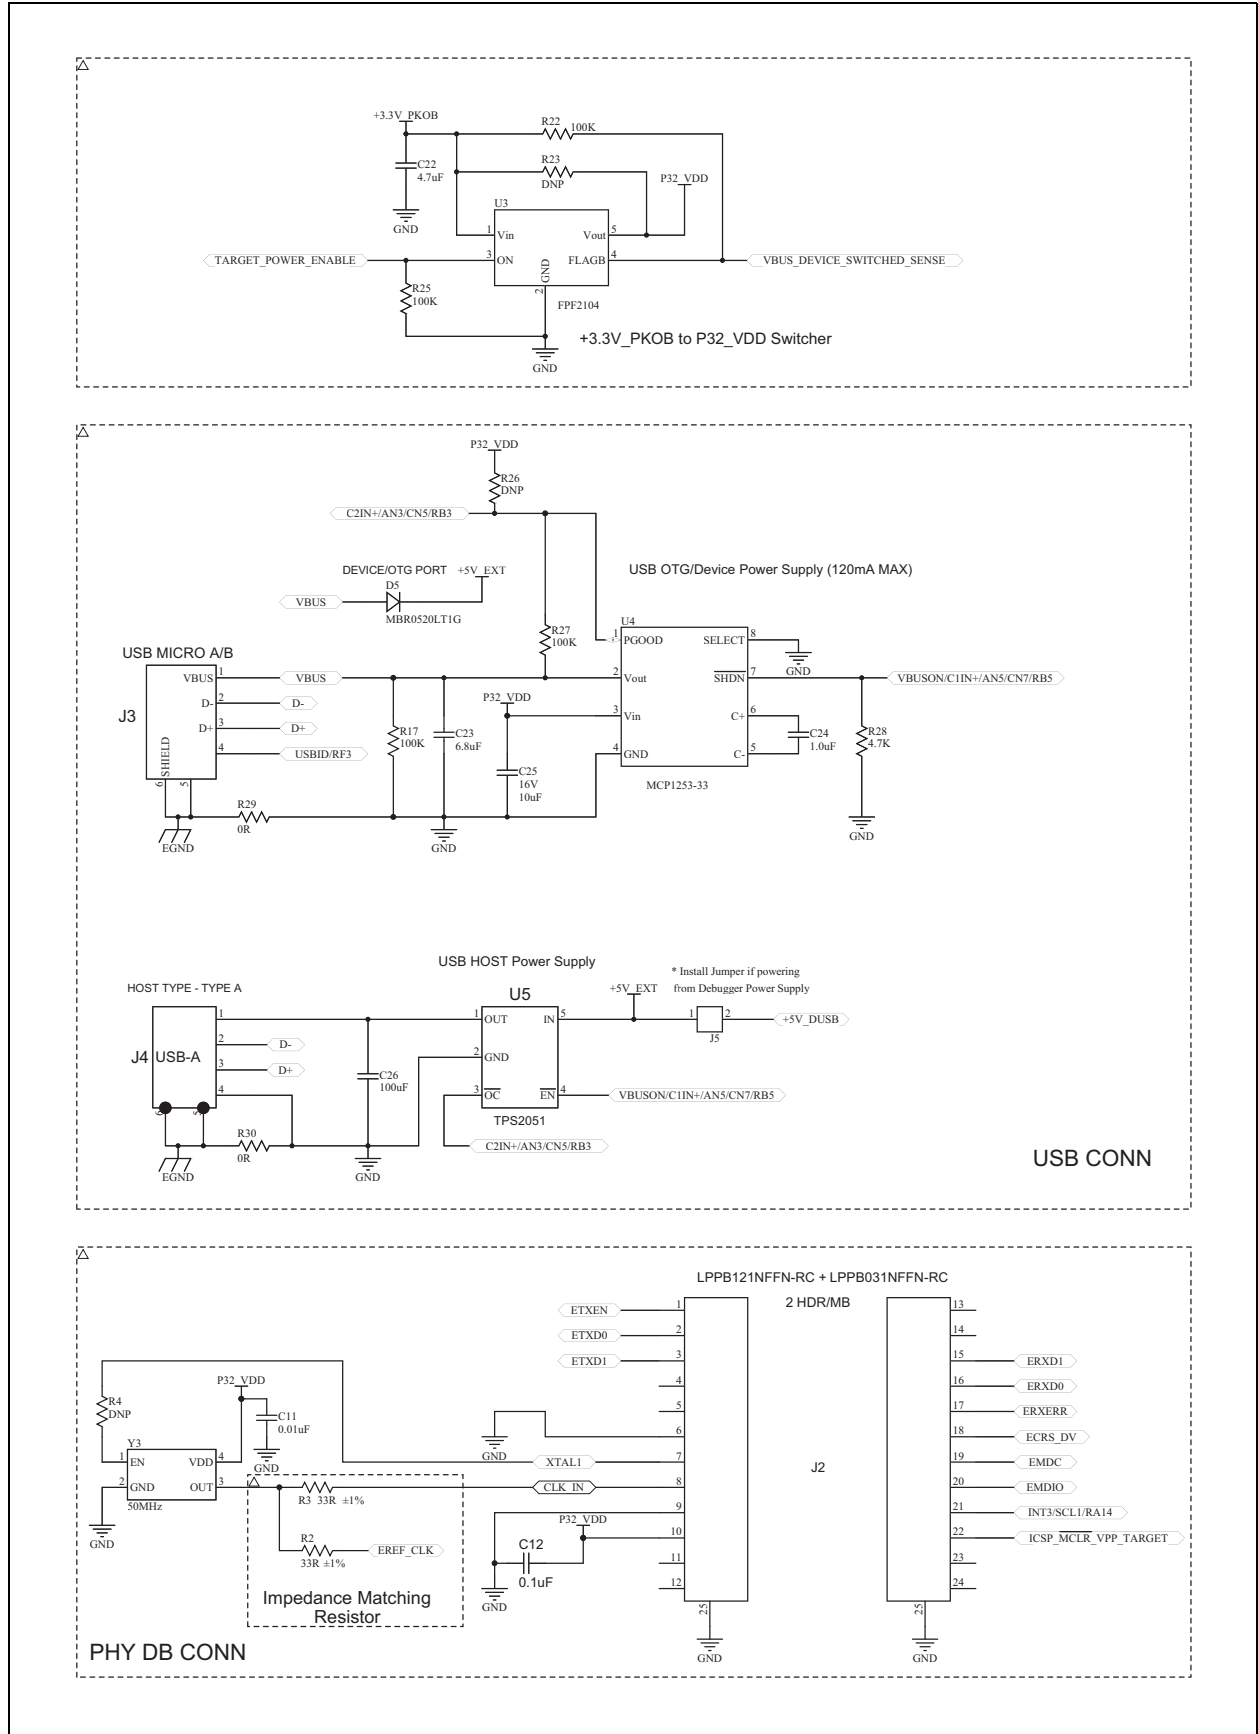 +3.3V_PKOB
R22
100K
C22
4.7uF
R23
DNP
P32_VDD
U3
GND
1
Vin
Vout
5
TARGET_POWER_ENABLE
3
ON
FLAGB
4
VBUS_DEVICE_SWITCHED_SENSE
GND
2
R25
100K
FPF2104
+3.3V_PKOB to P32_VDD Switcher
GND
P32_VDD
R26
DNP
C2IN+/AN3/CN5/RB3
DEVICE/OTG PORT
+5V_EXT
USB OTG/Device Power Supply (120mA MAX)
D5
VBUS
MBR0520LT1G
U4
R27
100K
1
PGOOD
SELECT
8
GND
USB MICRO A/B
VBUS
1
VBUS
2
Vout
SHDN
7
VBUSON/C1IN+/AN5/CN7/RB5
D-
2
D-
P32_VDD
J3
D+
3
D+
3
Vin
C+
6
R17
100K
C23
6.8uF
C24
1.0uF
R28
4.7K
4
USBID/RF3
4
GND
C-
5
SHIELD
6
5
C25
16V
10uF
MCP1253-33
R29
0R
EGND
GND
GND
USB HOST Power Supply
* Install Jumper if powering
from Debugger Power Supply
HOST TYPE - TYPE A
U5
+5V_EXT
1
1
OUT
IN
5
1
2
+5V_DUSB
J5
2
D-
J4
USB-A
2
GND
3
D+
C26
100uF
4
3
OC
EN
4
VBUSON/C1IN+/AN5/CN7/RB5
6
5
TPS2051
R30
0R
C2IN+/AN3/CN5/RB3
EGND
GND
USB CONN
LPPB121NFFN-RC + LPPB031NFFN-RC
2 HDR/MB
ETXEN
1
13
ETXD0
2
14
ETXD1
3
15
ERXD1
P32_VDD
4
16
ERXD0
R4
DNP
C11
0.01uF
5
17
ERXERR
6
18
ECRS_DV
Y3
GND
GND
1
EN
VDD
4
XTAL1
7
J2
19
EMDC
2
GND
OUT
3
R3 33R ±1%
CLK_IN
8
20
EMDIO
50MHz
9
21
INT3/SCL1/RA14
GND
P32_VDD
10
22
ICSP_MCLR_VPP_TARGET
R2
33R ±1%
EREF_CLK
C12
0.1uF
11
23
12
24
Impedance Matching
Resistor
GND
25
25
GND
GND
PHY DB CONN